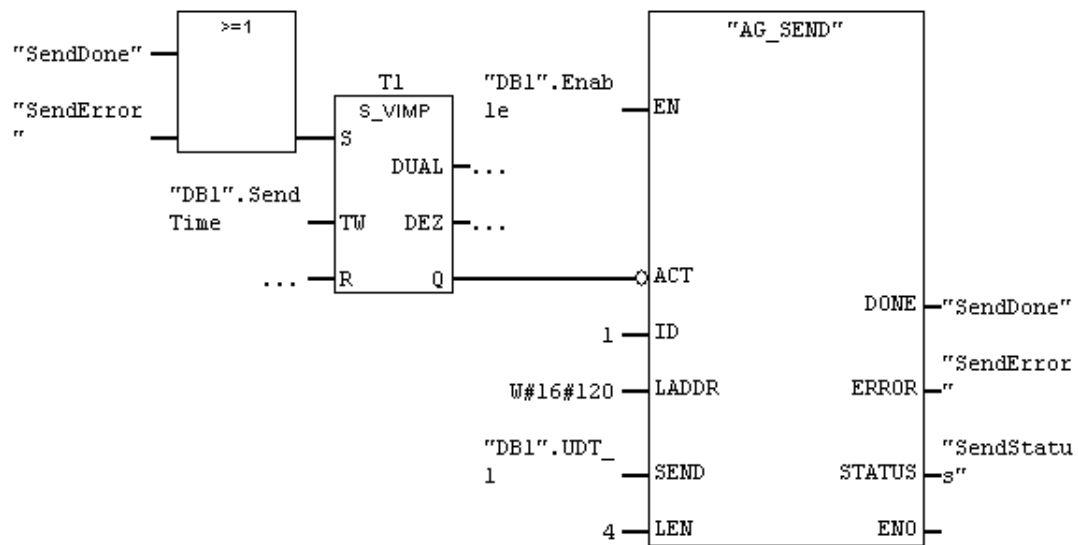 >=1
"SendDone"
"SendError
"
T1
S_VIMP
S
DUAL
...
"DB1".Send
Time
TW
DEZ
...
...
R
Q
"AG_SEND"
"DB1".Enab
le
EN
ACT
DONE
"SendDone"
1
ID
"SendError
"
W#16#120
LADDR
ERROR
"DB1".UDT_
1
SEND
"SendStatu
s"
STATUS
4
LEN
ENO